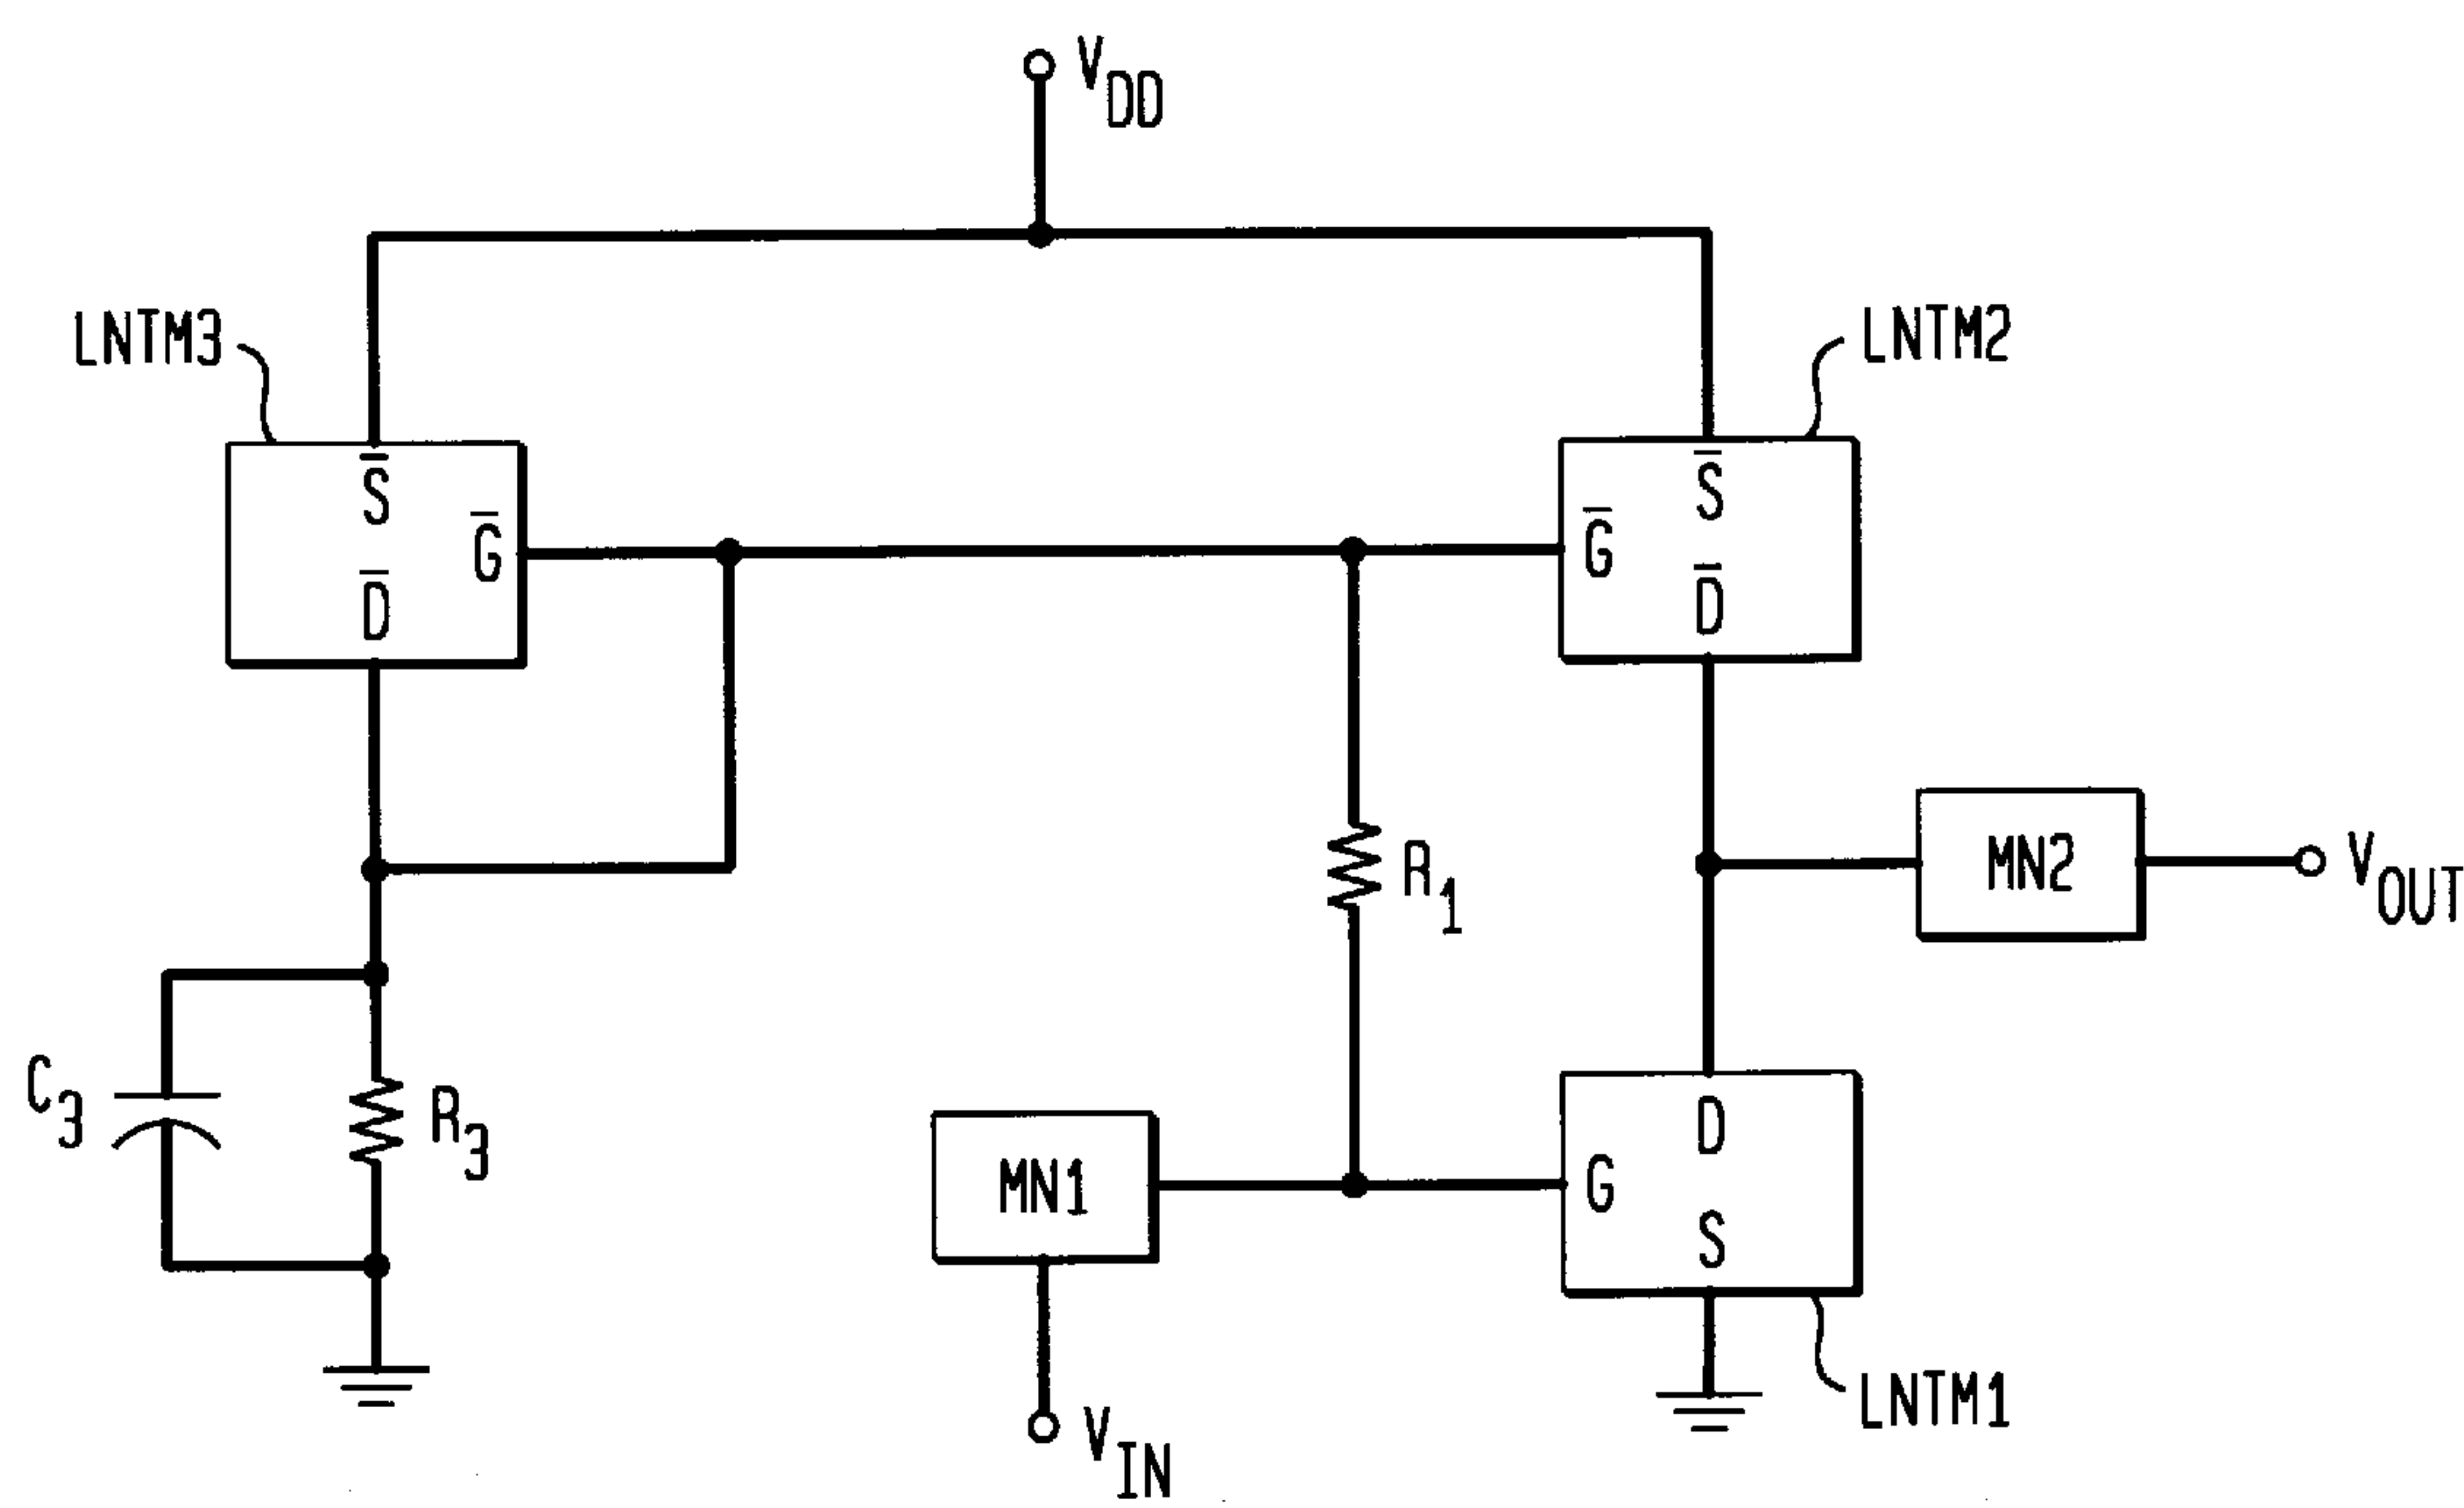 V_DD
LNTM3
LNTM2
S̅
G̅
D̅
S̅
G̅
D̅
R_1
MN2
V_OUT
C_3
R_3
MN1
D
G
S
LNTM1
V_IN